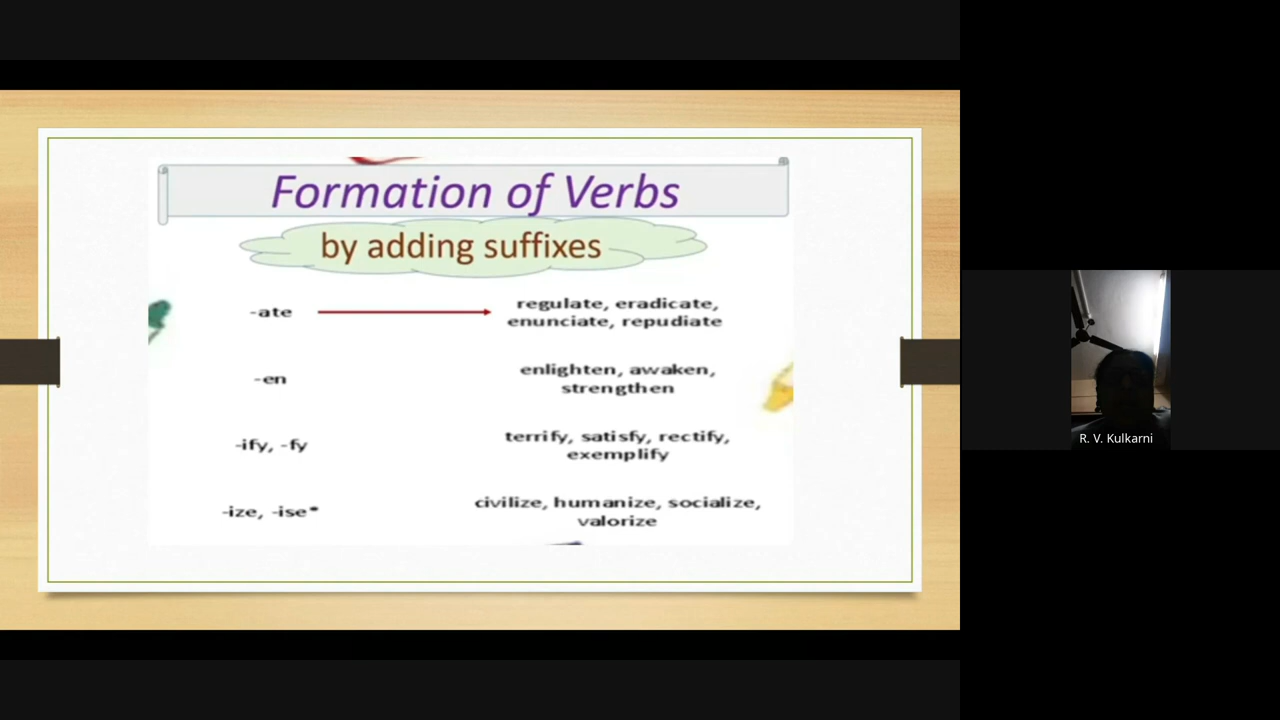 Formation of Verbs
by adding suffixes
-ate
regulate, eradicate,
enunciate, repudiate
-en
enlighten, awaken,
strengthen
-ify, -fy
terrify, satisfy, rectify,
exemplify
-ize, -ise*
civilize, humanize, socialize,
valorize
R. V. Kulkarni